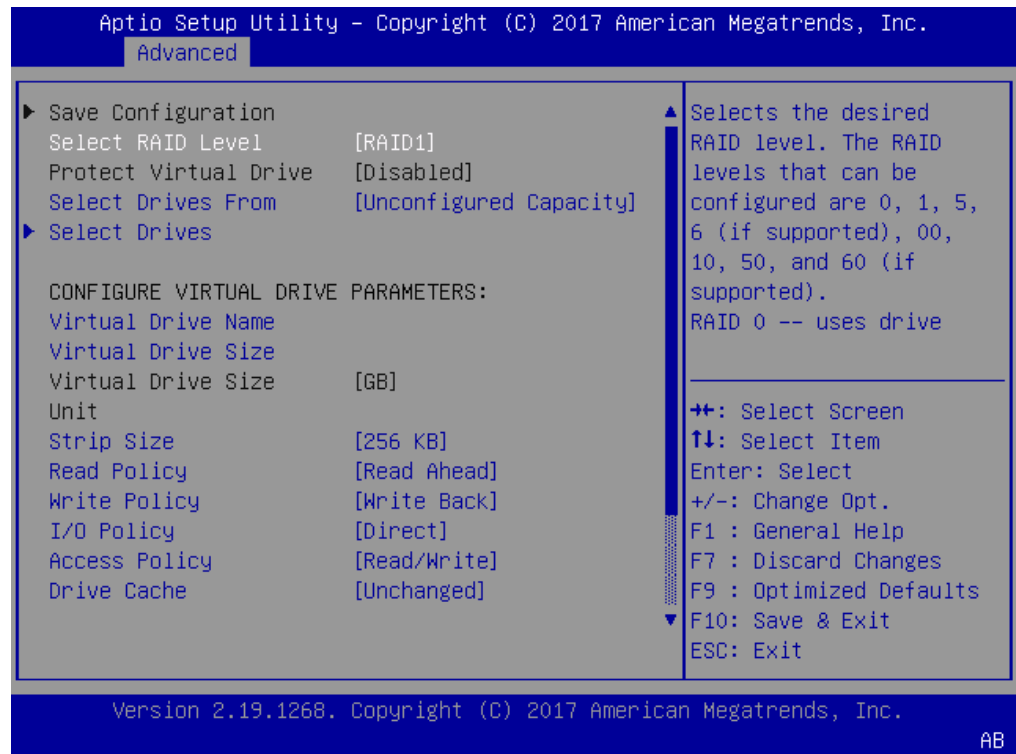 Aptio Setup Utility – Copyright (C) 2017 American Megatrends, Inc.
Advanced
Save Configuration
Select RAID Level [RAID1]
Protect Virtual Drive [Disabled]
Select Drives From [Unconfigured Capacity]
Select Drives
CONFIGURE VIRTUAL DRIVE PARAMETERS:
Virtual Drive Name
Virtual Drive Size
Virtual Drive Size [GB]
Unit
Strip Size [256 KB]
Read Policy [Read Ahead]
Write Policy [Write Back]
I/O Policy [Direct]
Access Policy [Read/Write]
Drive Cache [Unchanged]
Selects the desired
RAID level. The RAID
levels that can be
configured are 0, 1, 5,
6 (if supported), 00,
10, 50, and 60 (if
supported).
RAID 0 -- uses drive
→←: Select Screen
↑↓: Select Item
Enter: Select
+/-: Change Opt.
F1 : General Help
F7 : Discard Changes
F9 : Optimized Defaults
F10: Save & Exit
ESC: Exit
Version 2.19.1268. Copyright (C) 2017 American Megatrends, Inc.
AB